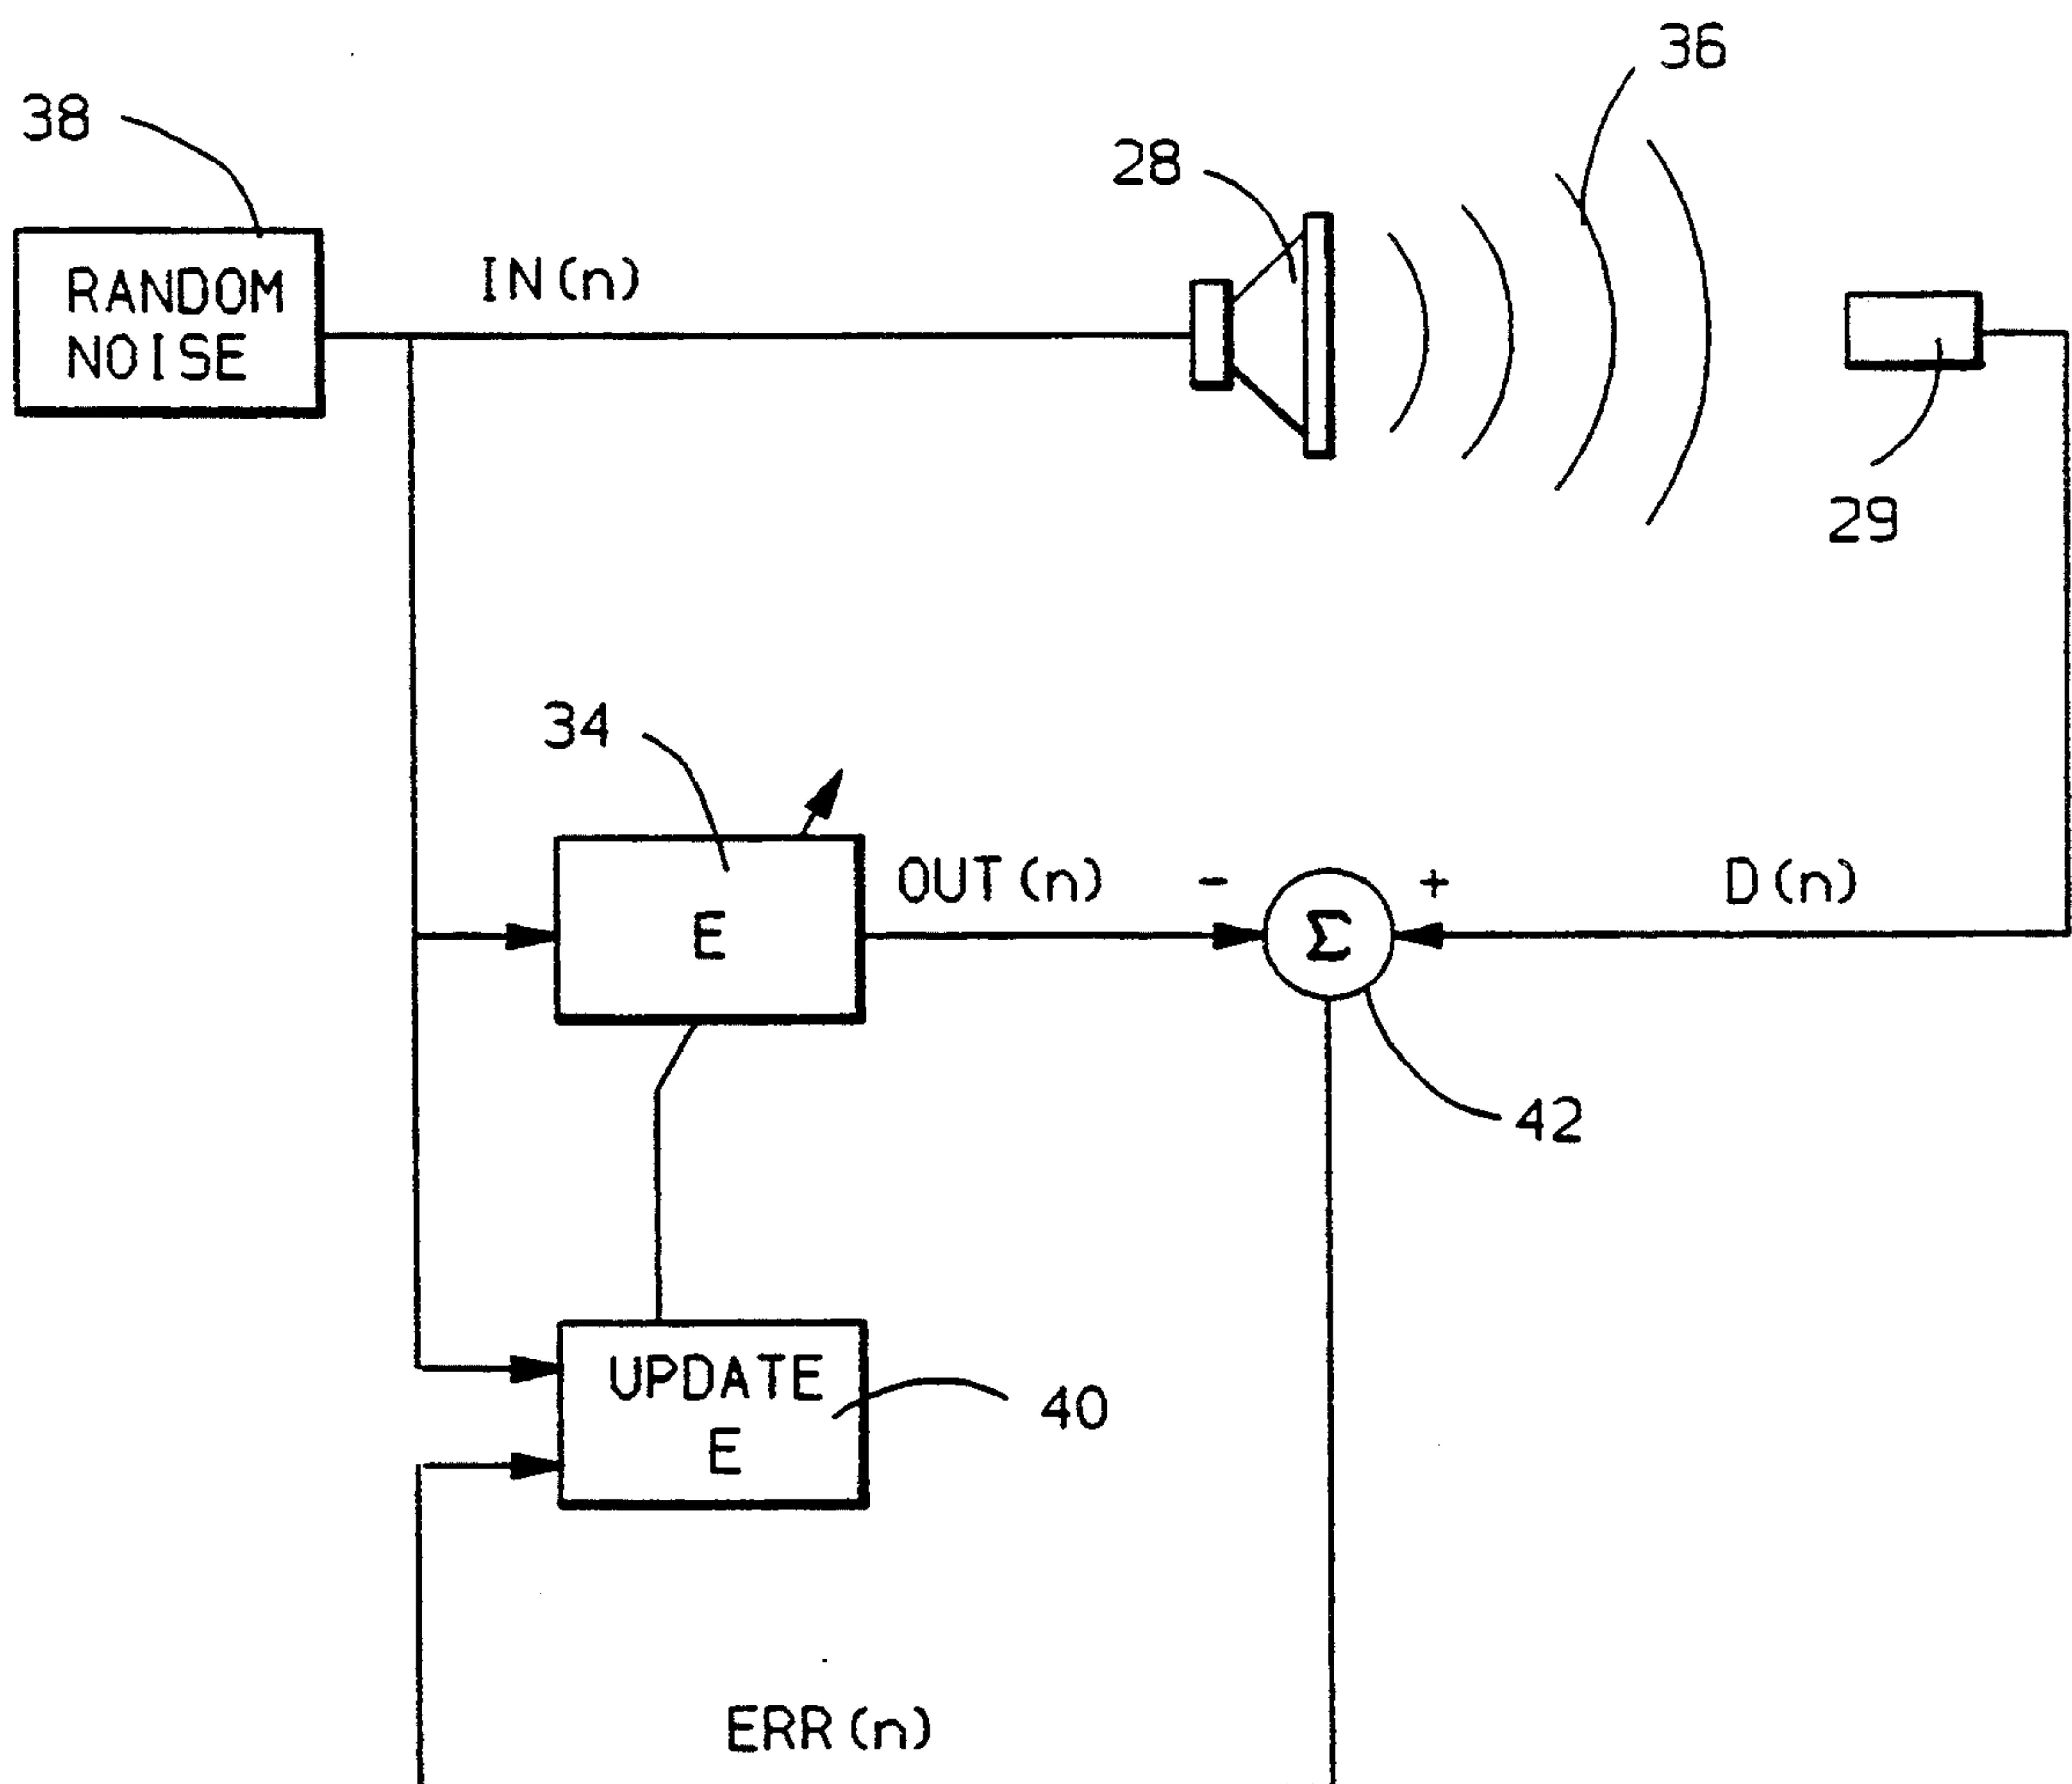 36
38
28
RANDOM
NOISE
IN(n)
29
34
OUT(n)
-
+
D(n)
E
Σ
42
UPDATE
E
40
ERR(n)